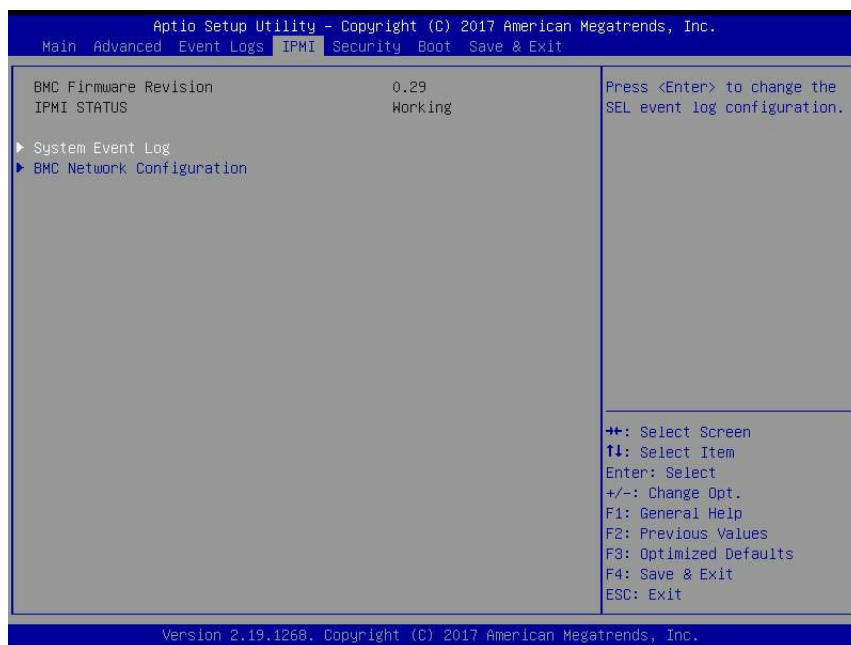 Aptio Setup Utility – Copyright (C) 2017 American Megatrends, Inc.
Main Advanced Event Logs IPMI Security Boot Save & Exit
BMC Firmware Revision 0.29
IPMI STATUS Working
▶ System Event Log
▶ BMC Network Configuration
Press <Enter> to change the
SEL event log configuration.
→←: Select Screen
↑↓: Select Item
Enter: Select
+/-: Change Opt.
F1: General Help
F2: Previous Values
F3: Optimized Defaults
F4: Save & Exit
ESC: Exit
Version 2.19.1268. Copyright (C) 2017 American Megatrends, Inc.